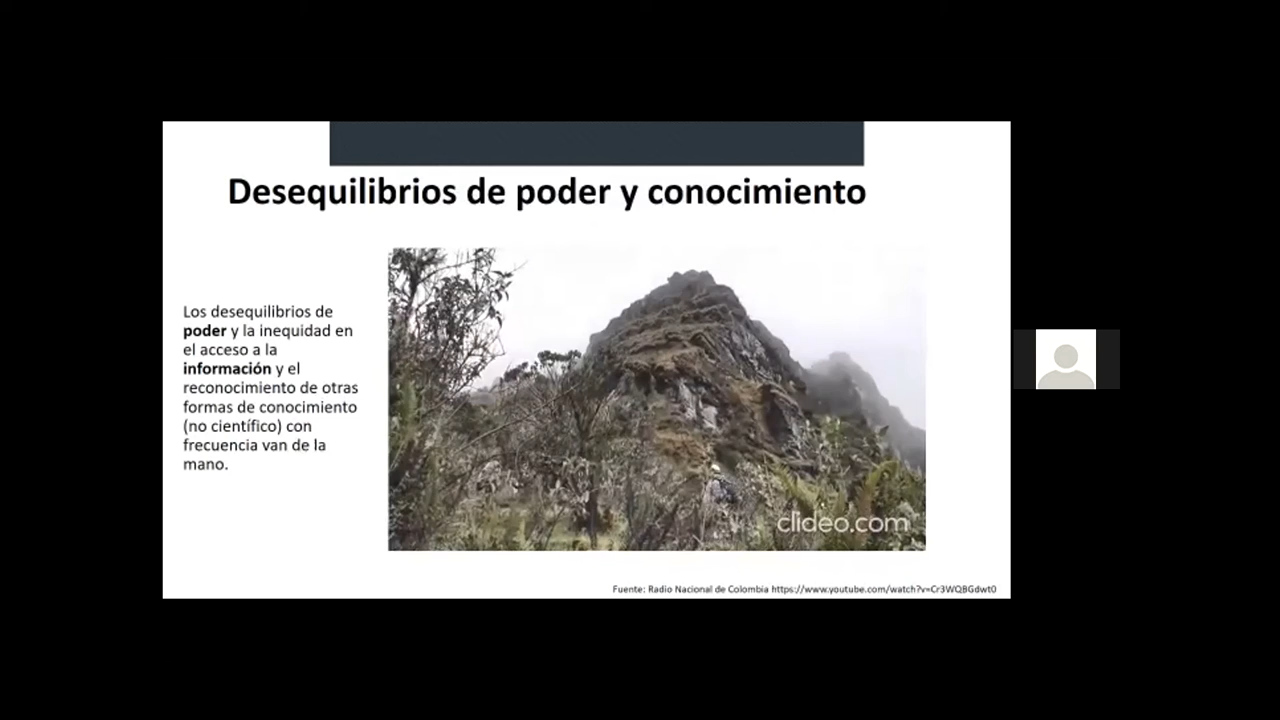 Desequilibrios de poder y conocimiento
Los desequilibrios de
poder y la inequidad en
el acceso a la
información y el
reconocimiento de otras
formas de conocimiento
(no científico) con
frecuencia van de la
mano.
clideo.com
Fuente: Radio Nacional de Colombia https://www.youtube.com/watch?v=Cr3WQBGdwt0